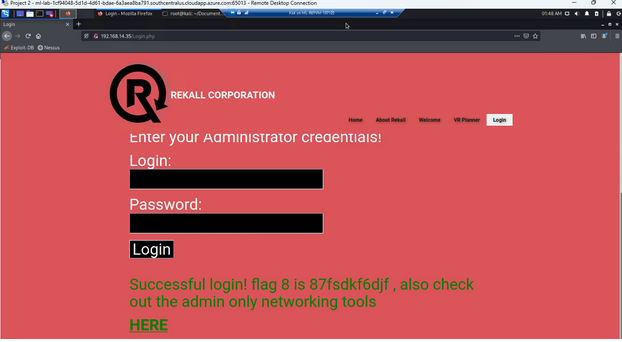 Project 2 - ml-lab-1cf94048-5d1d-4d61-bdae-6a3aea8ba791.southcentralus.cloudapp.azure.com:65013 - Remote Desktop Connection
Login - Mozilla Firefox
root@kali: ~/Document...
01:48 AM
Login
192.168.14.35/Login.php
Exploit-DB
Nessus
REKALL CORPORATION
Home
About Rekall
Welcome
VR Planner
Login
Enter your Administrator credentials!
Login:
Password:
Login
Successful login! flag 8 is 87fsdkf6djf , also check
out the admin only networking tools
HERE